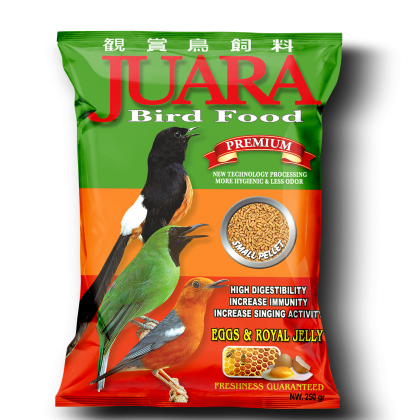 観賞鳥飼料
JUARA
Bird Food
PREMIUM
NEW TECHNOLOGY PROCESSING
MORE HYGIENIC & LESS ODOR
SMALL PELLET
HIGH DIGESTIBILITY
INCREASE IMMUNITY
INCREASE SINGING ACTIVITY
EGGS & ROYAL JELLY
FRESHNESS GUARANTEED
NW. 250 gr